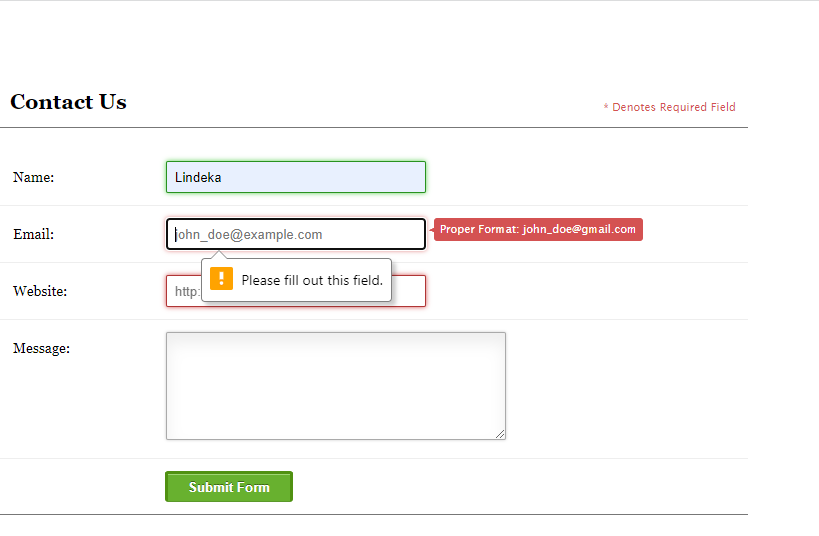 Contact Us
* Denotes Required Field
Name:
Lindeka
Email:
john_doe@example.com
Proper Format: john_doe@gmail.com
Please fill out this field.
Website:
http:
Message:
Submit Form